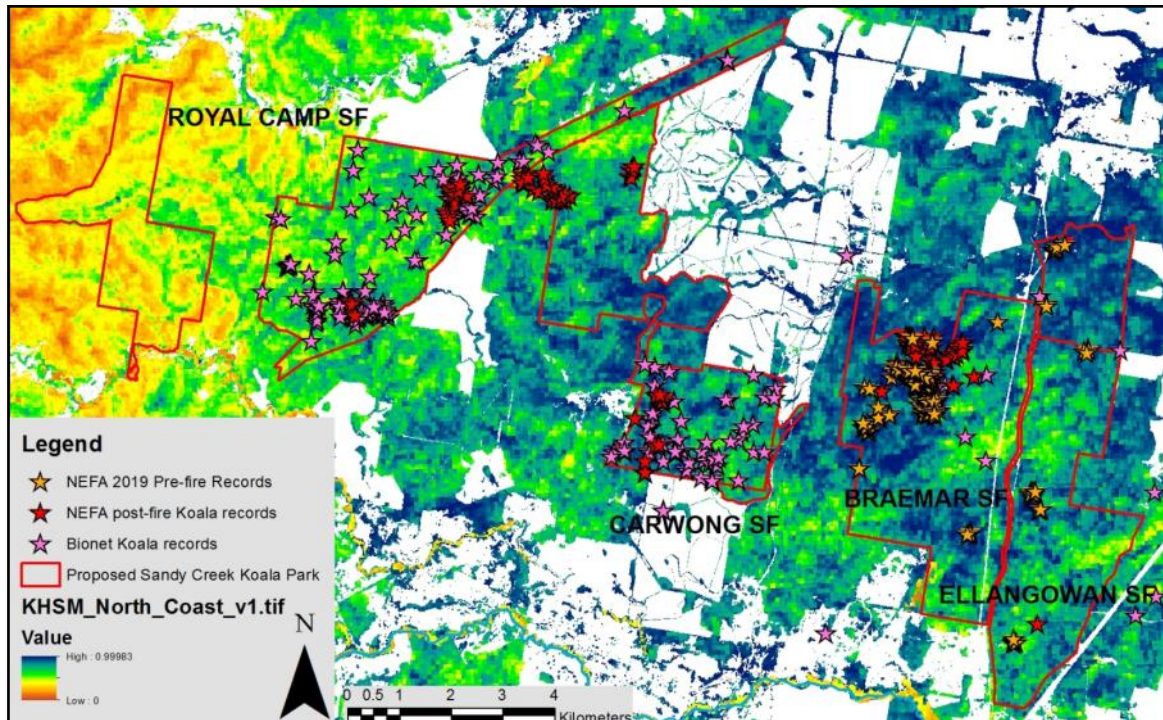 ROYAL CAMP SF
CARWONG SF
BRAEMAR SF
ELLANGOWAN SF
Legend
NEFA 2019 Pre-fire Records
NEFA post-fire Koala records
Bionet Koala records
Proposed Sandy Creek Koala Park
KHSM_North_Coast_v1.tif
Value
High : 0.99983
Low : 0
N
0 0.5 1 2 3 4
Kilometers